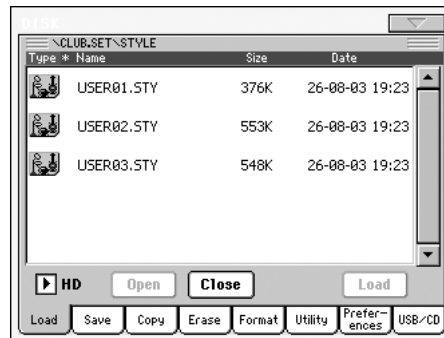 DISK
\CLUB.SET\STYLE
Type * Name Size Date
USER01.STY 376K 26-08-03 19:23
USER02.STY 553K 26-08-03 19:23
USER03.STY 548K 26-08-03 19:23
HD Open Close Load
Load Save Copy Erase Format Utility Prefer-ences USB/CD